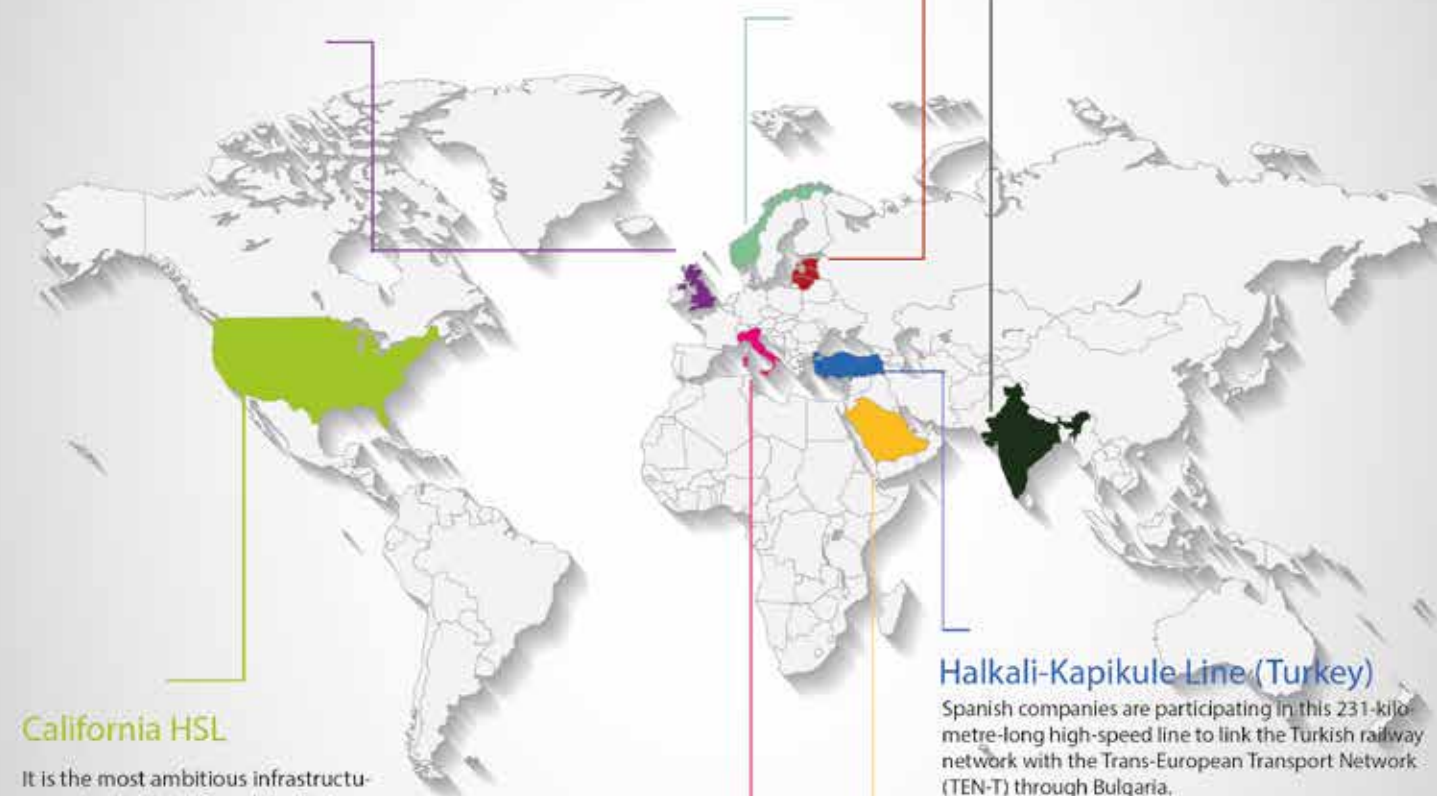 California HSL
It is the most ambitious infrastructu-
Halkali-Kapikule Line (Turkey)
Spanish companies are participating in this 231-kilo-
metre-long high-speed line to link the Turkish railway
network with the Trans-European Transport Network
(TEN-T) through Bulgaria.